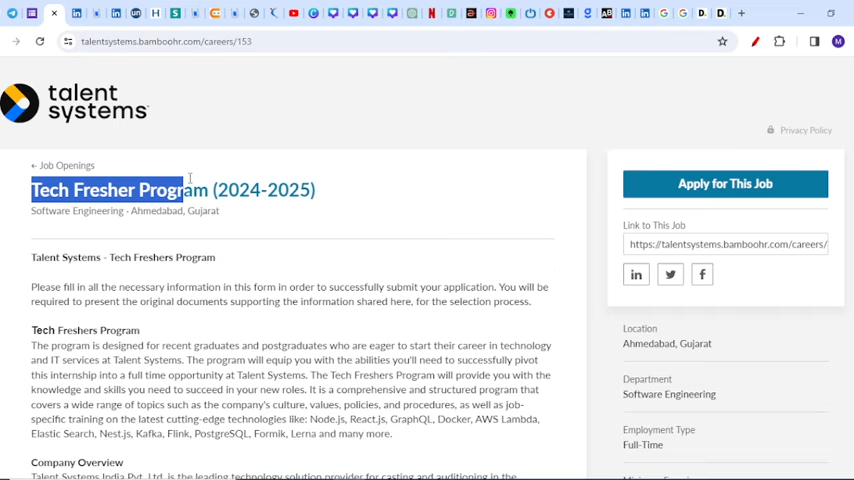 talentsystems.bamboohr.com/careers/153
M
talent
systems
Privacy Policy
← Job Openings
Tech Fresher Program (2024-2025)
Software Engineering · Ahmedabad, Gujarat
Talent Systems - Tech Freshers Program
Please fill in all the necessary information in this form in order to successfully submit your application. You will be
required to present the original documents supporting the information shared here, for the selection process.
Tech Freshers Program
The program is designed for recent graduates and postgraduates who are eager to start their career in technology
and IT services at Talent Systems. The program will equip you with the abilities you'll need to successfully pivot
this internship into a full time opportunity at Talent Systems. The Tech Freshers Program will provide you with the
knowledge and skills you need to succeed in your new roles. It is a comprehensive and structured program that
covers a wide range of topics such as the company's culture, values, policies, and procedures, as well as job-
specific training on the latest cutting-edge technologies like: Node.js, React.js, GraphQL, Docker, AWS Lambda,
Elastic Search, Nest.js, Kafka, Flink, PostgreSQL, Formik, Lerna and many more.
Company Overview
Talent Systems India Pvt. Ltd. is the leading technology solution provider for casting and auditioning in the
Apply for This Job
Link to This Job
https://talentsystems.bamboohr.com/careers/
Location
Ahmedabad, Gujarat
Department
Software Engineering
Employment Type
Full-Time